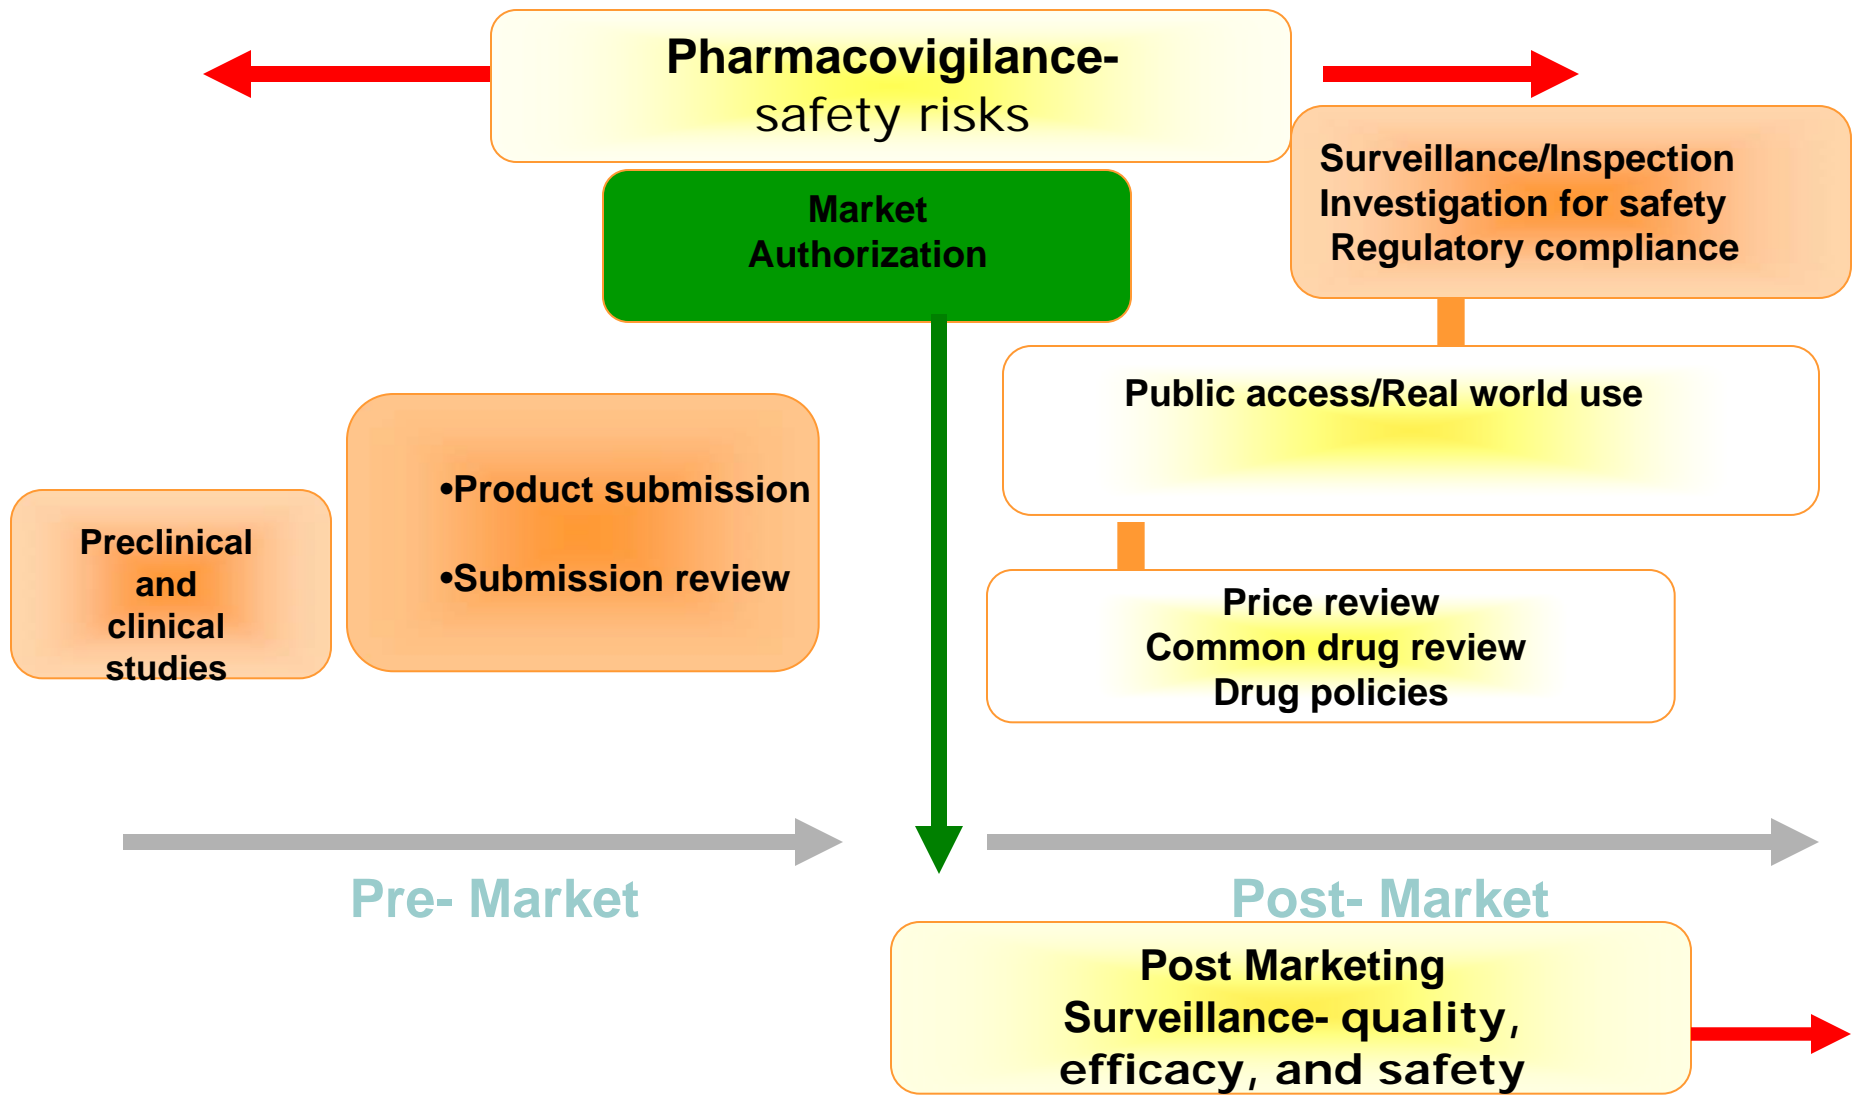 Pharmacovigilance-
safety risks
Market
Authorization
Surveillance/Inspection
Investigation for safety
Regulatory compliance
Public access/Real world use
•Product submission
•Submission review
Preclinical
and
clinical
studies
Price review
Common drug review
Drug policies
Pre- Market
Post- Market
Post Marketing
Surveillance- quality,
efficacy, and safety